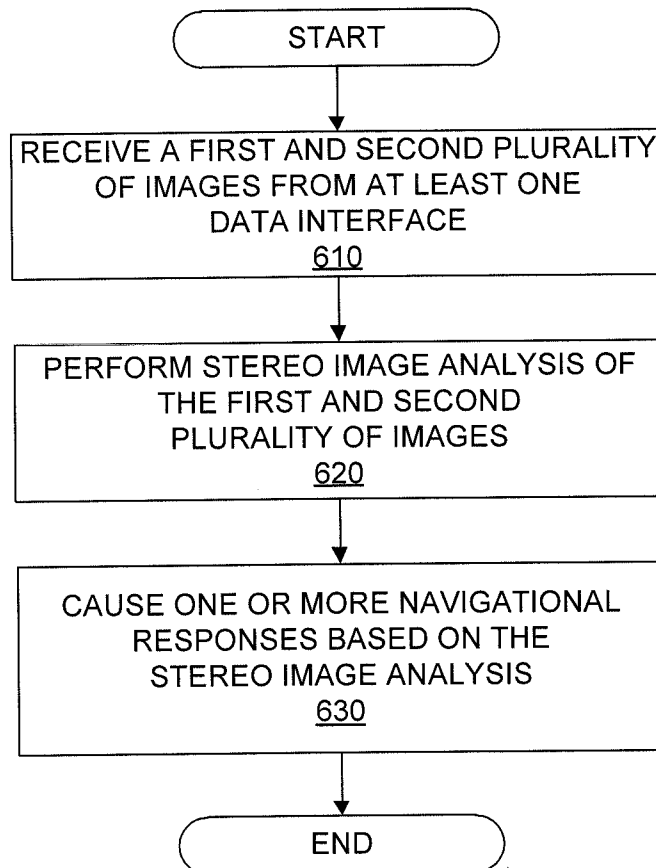 START
RECEIVE A FIRST AND SECOND PLURALITY
OF IMAGES FROM AT LEAST ONE
DATA INTERFACE
610
PERFORM STEREO IMAGE ANALYSIS OF
THE FIRST AND SECOND
PLURALITY OF IMAGES
620
CAUSE ONE OR MORE NAVIGATIONAL
RESPONSES BASED ON THE
STEREO IMAGE ANALYSIS
630
END